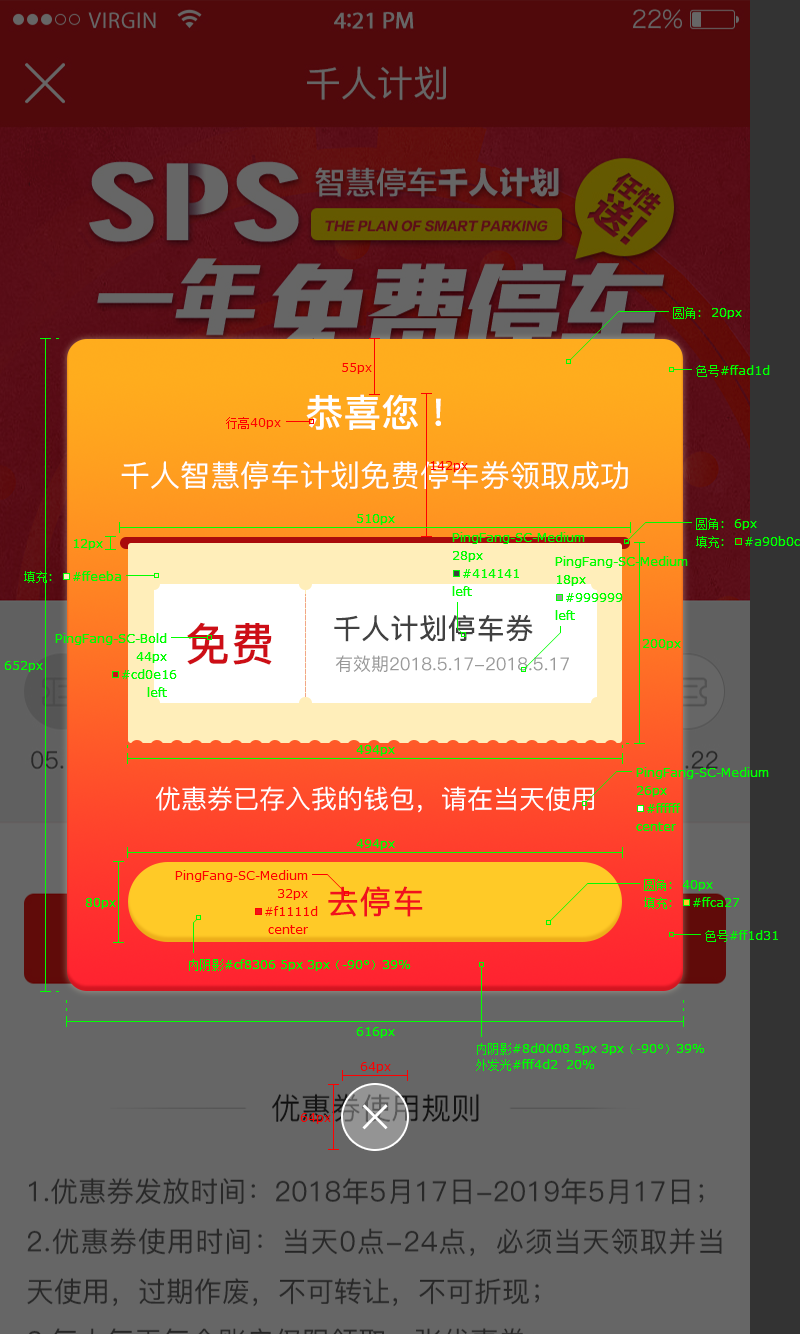 VIRGIN
4:21 PM
22%
千人计划
SPS
智慧停车千人计划
THE PLAN OF SMART PARKING
任性
送!
一年免费停车
圆角： 20px
55px
色号#ffad1d
恭喜您！
行高40px
142px
千人智慧停车计划免费停车券领取成功
510px
圆角： 6px
填充： #a90b0c
12px
PingFang-SC-Medium
28px
#414141
left
PingFang-SC-Medium
18px
#999999
left
填充： #ffeeba
PingFang-SC-Bold
44px
#cd0e16
left
免费
千人计划停车券
有效期2018.5.17-2018.5.17
200px
652px
05.
.22
494px
PingFang-SC-Medium
26px
#ffffff
center
优惠券已存入我的钱包，请在当天使用
494px
PingFang-SC-Medium
32px
#f1111d
center
去停车
80px
圆角： 40px
填充： #ffca27
色号#ff1d31
内阴影#cf8306 5px 3px（-90°）39%
616px
内阴影#8d0008 5px 3px（-90°）39%
外发光#fff4d2 20%
64px
优惠券使用规则
1.优惠券发放时间：2018年5月17日-2019年5月17日；
2.优惠券使用时间：当天0点-24点，必须当天领取并当
天使用，过期作废，不可转让，不可折现；